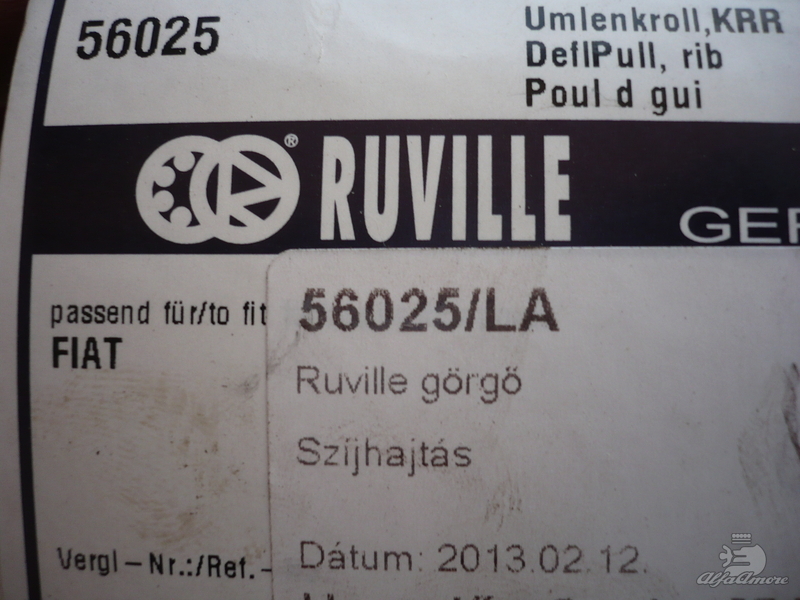 56025
Umlenkroll,KRR
DeflPull, rib
Poul d gui
® RUVILLE
passend für/to fit
FIAT
56025/LA
Ruville görgő
Szíjhajtás
Vergl-Nr.:/Ref.-
Dátum: 2013.02.12.
AlfaAmore